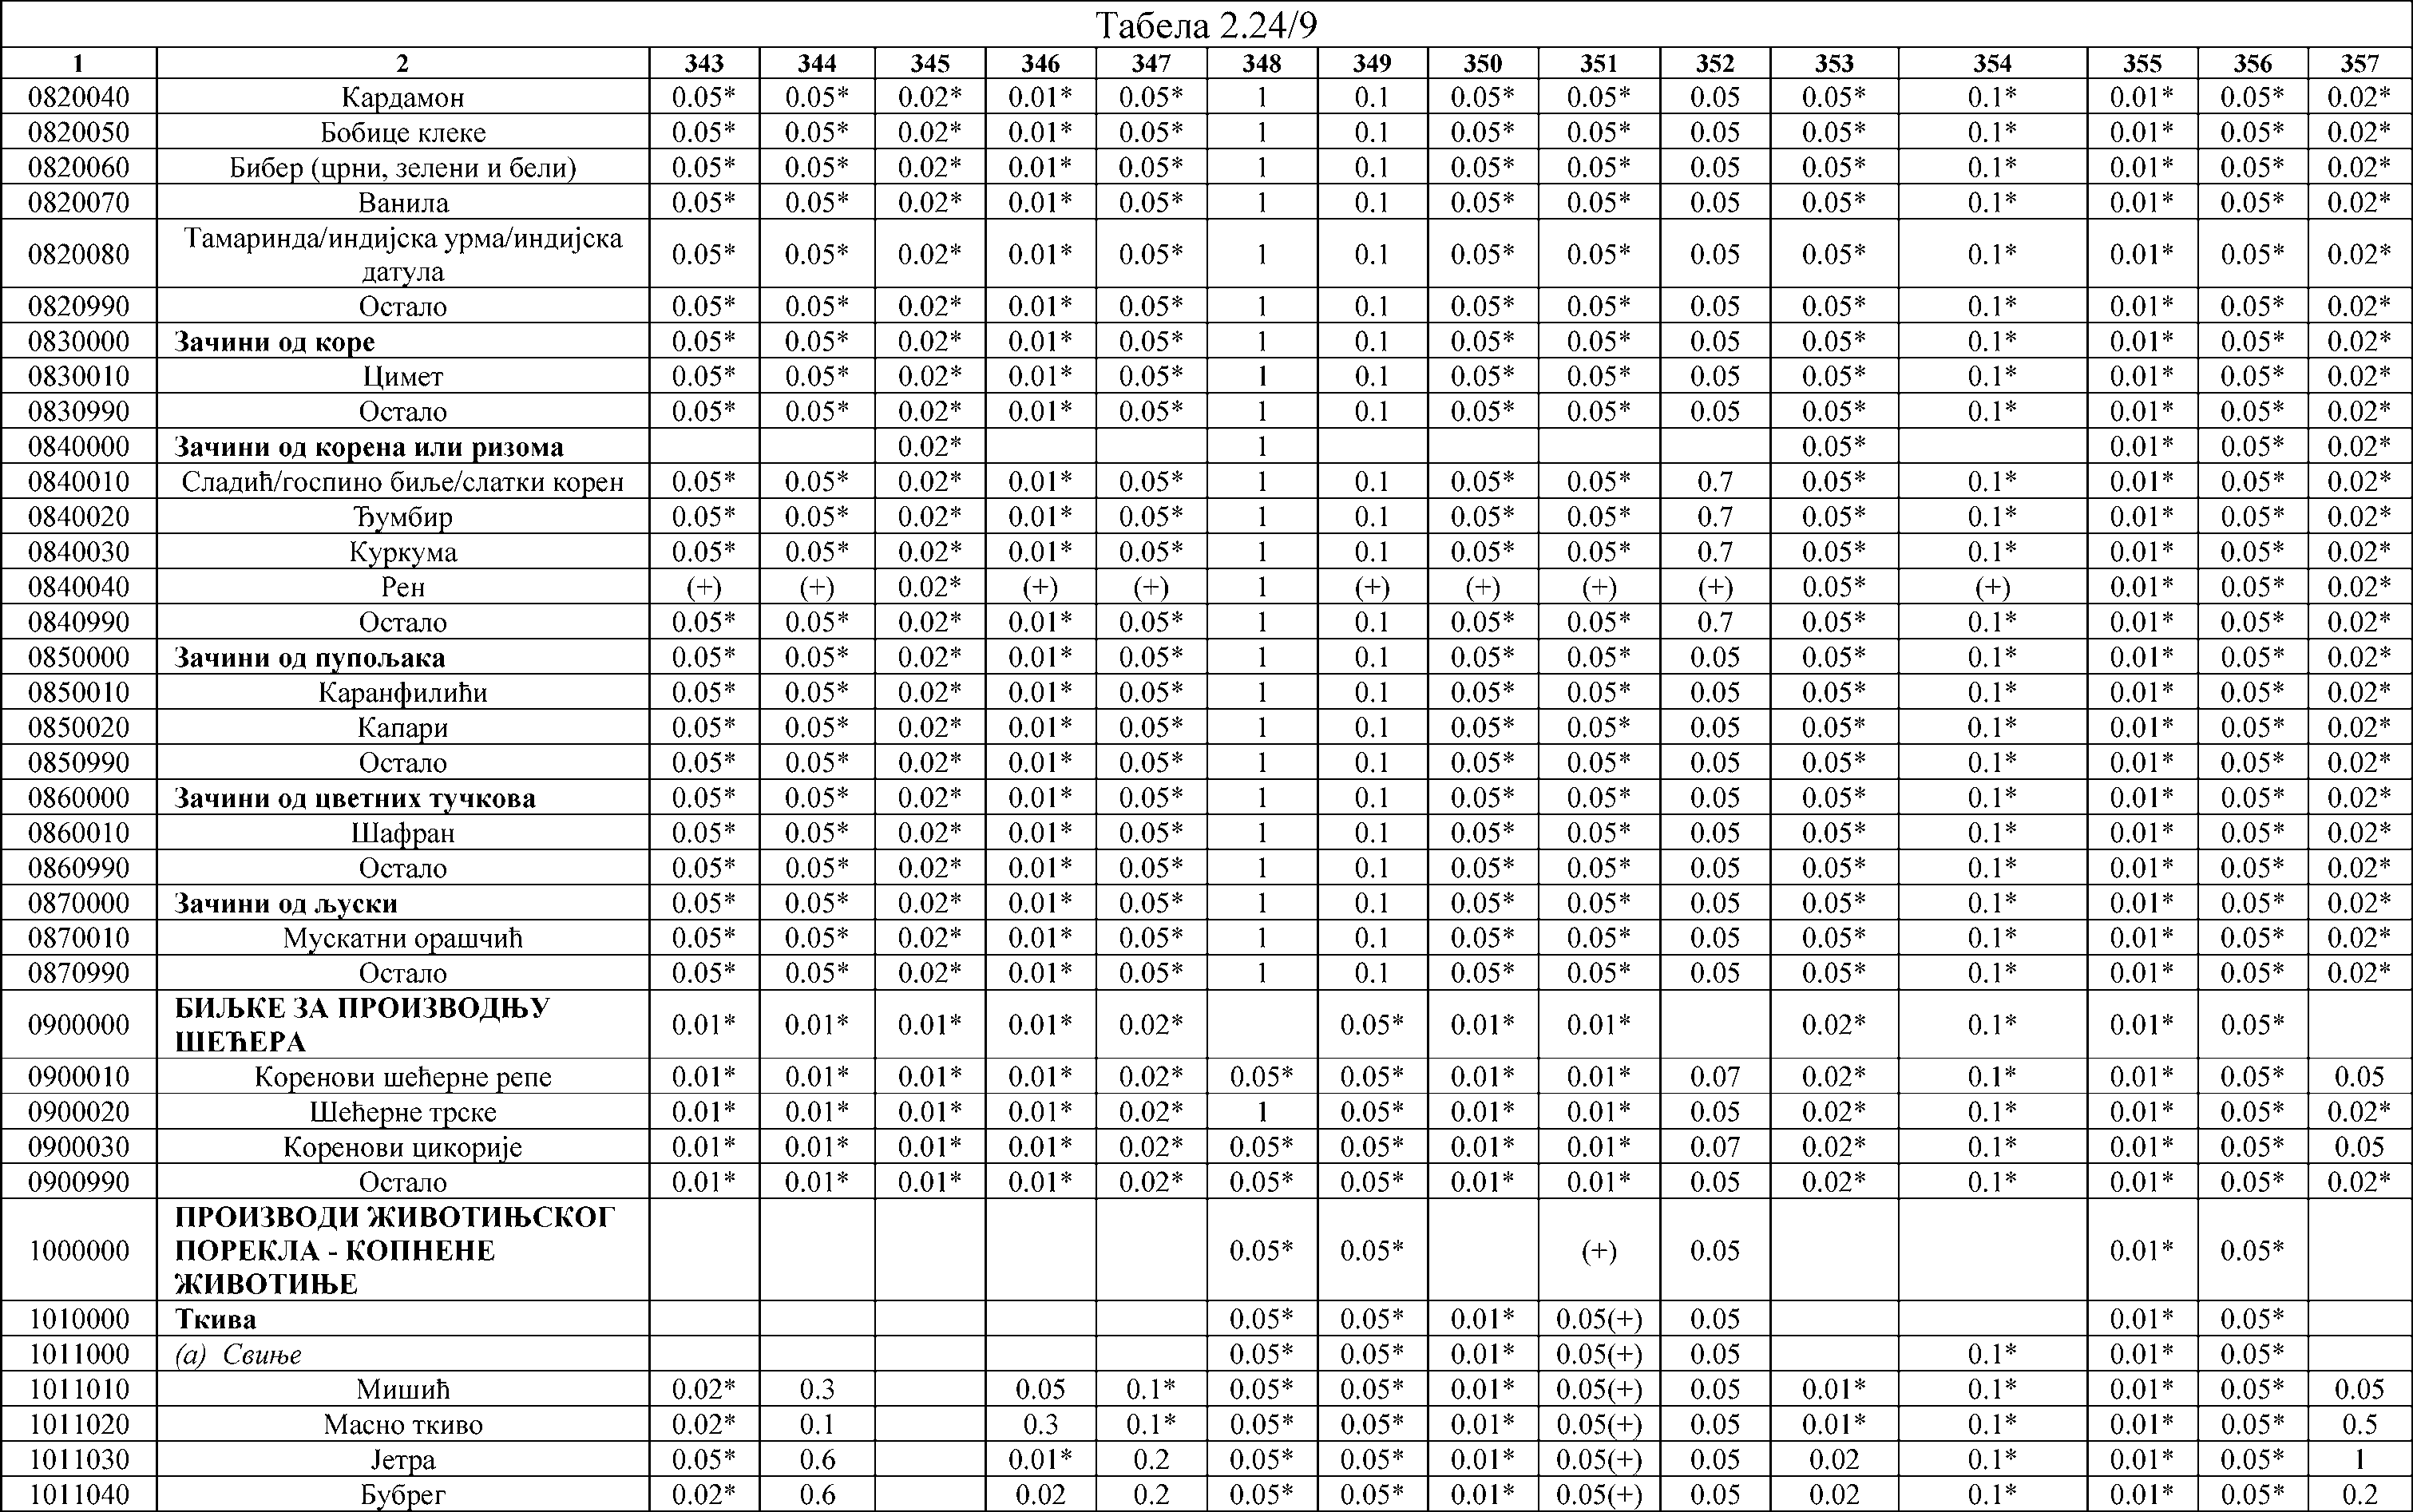 Табела 2.24/9
1 2 343 344 345 346 347 348 349 350 351 352 353 354 355 356 357
0820040 Кардамон 0.05* 0.05* 0.02* 0.01* 0.05* 1 0.1 0.05* 0.05* 0.05 0.05* 0.1* 0.01* 0.05* 0.02*
0820050 Бобице клеке 0.05* 0.05* 0.02* 0.01* 0.05* 1 0.1 0.05* 0.05* 0.05 0.05* 0.1* 0.01* 0.05* 0.02*
0820060 Бибер (црни, зелени и бели) 0.05* 0.05* 0.02* 0.01* 0.05* 1 0.1 0.05* 0.05* 0.05 0.05* 0.1* 0.01* 0.05* 0.02*
0820070 Ванила 0.05* 0.05* 0.02* 0.01* 0.05* 1 0.1 0.05* 0.05* 0.05 0.05* 0.1* 0.01* 0.05* 0.02*
0820080 Тамаринда/индијска урма/индијска
датула 0.05* 0.05* 0.02* 0.01* 0.05* 1 0.1 0.05* 0.05* 0.05 0.05* 0.1* 0.01* 0.05* 0.02*
0820990 Остало 0.05* 0.05* 0.02* 0.01* 0.05* 1 0.1 0.05* 0.05* 0.05 0.05* 0.1* 0.01* 0.05* 0.02*
0830000 Зачини од коре 0.05* 0.05* 0.02* 0.01* 0.05* 1 0.1 0.05* 0.05* 0.05 0.05* 0.1* 0.01* 0.05* 0.02*
0830010 Цимет 0.05* 0.05* 0.02* 0.01* 0.05* 1 0.1 0.05* 0.05* 0.05 0.05* 0.1* 0.01* 0.05* 0.02*
0830990 Остало 0.05* 0.05* 0.02* 0.01* 0.05* 1 0.1 0.05* 0.05* 0.05 0.05* 0.1* 0.01* 0.05* 0.02*
0840000 Зачини од корена или ризома 0.02* 1 0.05* 0.01* 0.05* 0.02*
0840010 Сладић/госпино биље/слатки корен 0.05* 0.05* 0.02* 0.01* 0.05* 1 0.1 0.05* 0.05* 0.7 0.05* 0.1* 0.01* 0.05* 0.02*
0840020 Ђумбир 0.05* 0.05* 0.02* 0.01* 0.05* 1 0.1 0.05* 0.05* 0.7 0.05* 0.1* 0.01* 0.05* 0.02*
0840030 Куркума 0.05* 0.05* 0.02* 0.01* 0.05* 1 0.1 0.05* 0.05* 0.7 0.05* 0.1* 0.01* 0.05* 0.02*
0840040 Рен (+) (+) 0.02* (+) (+) 1 (+) (+) (+) (+) 0.05* (+) 0.01* 0.05* 0.02*
0840990 Остало 0.05* 0.05* 0.02* 0.01* 0.05* 1 0.1 0.05* 0.05* 0.7 0.05* 0.1* 0.01* 0.05* 0.02*
0850000 Зачини од пупољака 0.05* 0.05* 0.02* 0.01* 0.05* 1 0.1 0.05* 0.05* 0.05 0.05* 0.1* 0.01* 0.05* 0.02*
0850010 Каранфилићи 0.05* 0.05* 0.02* 0.01* 0.05* 1 0.1 0.05* 0.05* 0.05 0.05* 0.1* 0.01* 0.05* 0.02*
0850020 Капари 0.05* 0.05* 0.02* 0.01* 0.05* 1 0.1 0.05* 0.05* 0.05 0.05* 0.1* 0.01* 0.05* 0.02*
0850990 Остало 0.05* 0.05* 0.02* 0.01* 0.05* 1 0.1 0.05* 0.05* 0.05 0.05* 0.1* 0.01* 0.05* 0.02*
0860000 Зачини од цветних тучкова 0.05* 0.05* 0.02* 0.01* 0.05* 1 0.1 0.05* 0.05* 0.05 0.05* 0.1* 0.01* 0.05* 0.02*
0860010 Шафран 0.05* 0.05* 0.02* 0.01* 0.05* 1 0.1 0.05* 0.05* 0.05 0.05* 0.1* 0.01* 0.05* 0.02*
0860990 Остало 0.05* 0.05* 0.02* 0.01* 0.05* 1 0.1 0.05* 0.05* 0.05 0.05* 0.1* 0.01* 0.05* 0.02*
0870000 Зачини од љуски 0.05* 0.05* 0.02* 0.01* 0.05* 1 0.1 0.05* 0.05* 0.05 0.05* 0.1* 0.01* 0.05* 0.02*
0870010 Мускатни орашчић 0.05* 0.05* 0.02* 0.01* 0.05* 1 0.1 0.05* 0.05* 0.05 0.05* 0.1* 0.01* 0.05* 0.02*
0870990 Остало 0.05* 0.05* 0.02* 0.01* 0.05* 1 0.1 0.05* 0.05* 0.05 0.05* 0.1* 0.01* 0.05* 0.02*
0900000 БИЉКЕ ЗА ПРОИЗВОДЊУ
ШЕЋЕРА 0.01* 0.01* 0.01* 0.01* 0.02* 0.05* 0.01* 0.01* 0.02* 0.1* 0.01* 0.05*
0900010 Коренови шећерне репе 0.01* 0.01* 0.01* 0.01* 0.02* 0.05* 0.05* 0.01* 0.01* 0.07 0.02* 0.1* 0.01* 0.05* 0.05
0900020 Шећерне трске 0.01* 0.01* 0.01* 0.01* 0.02* 1 0.05* 0.01* 0.01* 0.05 0.02* 0.1* 0.01* 0.05* 0.02*
0900030 Коренови цикорије 0.01* 0.01* 0.01* 0.01* 0.02* 0.05* 0.05* 0.01* 0.01* 0.07 0.02* 0.1* 0.01* 0.05* 0.05
0900990 Остало 0.01* 0.01* 0.01* 0.01* 0.02* 0.05* 0.05* 0.01* 0.01* 0.05 0.02* 0.1* 0.01* 0.05* 0.02*
1000000 ПРОИЗВОДИ ЖИВОТИЊСКОГ
ПОРЕКЛА - КОПНЕНЕ
ЖИВОТИЊЕ 0.05* 0.05* (+) 0.05 0.01* 0.05*
1010000 Ткива 0.05* 0.05* 0.01* 0.05(+) 0.05 0.01* 0.05*
1011000 (а) Свиње 0.05* 0.05* 0.01* 0.05(+) 0.05 0.1* 0.01* 0.05*
1011010 Мишић 0.02* 0.3 0.05 0.1* 0.05* 0.05* 0.01* 0.05(+) 0.05 0.01* 0.1* 0.01* 0.05* 0.05
1011020 Масно ткиво 0.02* 0.1 0.3 0.1* 0.05* 0.05* 0.01* 0.05(+) 0.05 0.01* 0.1* 0.01* 0.05* 0.5
1011030 Јетра 0.05* 0.6 0.01* 0.2 0.05* 0.05* 0.01* 0.05(+) 0.05 0.02 0.1* 0.01* 0.05* 1
1011040 Бубрег 0.02* 0.6 0.02 0.2 0.05* 0.05* 0.01* 0.05(+) 0.05 0.02 0.1* 0.01* 0.05* 0.2